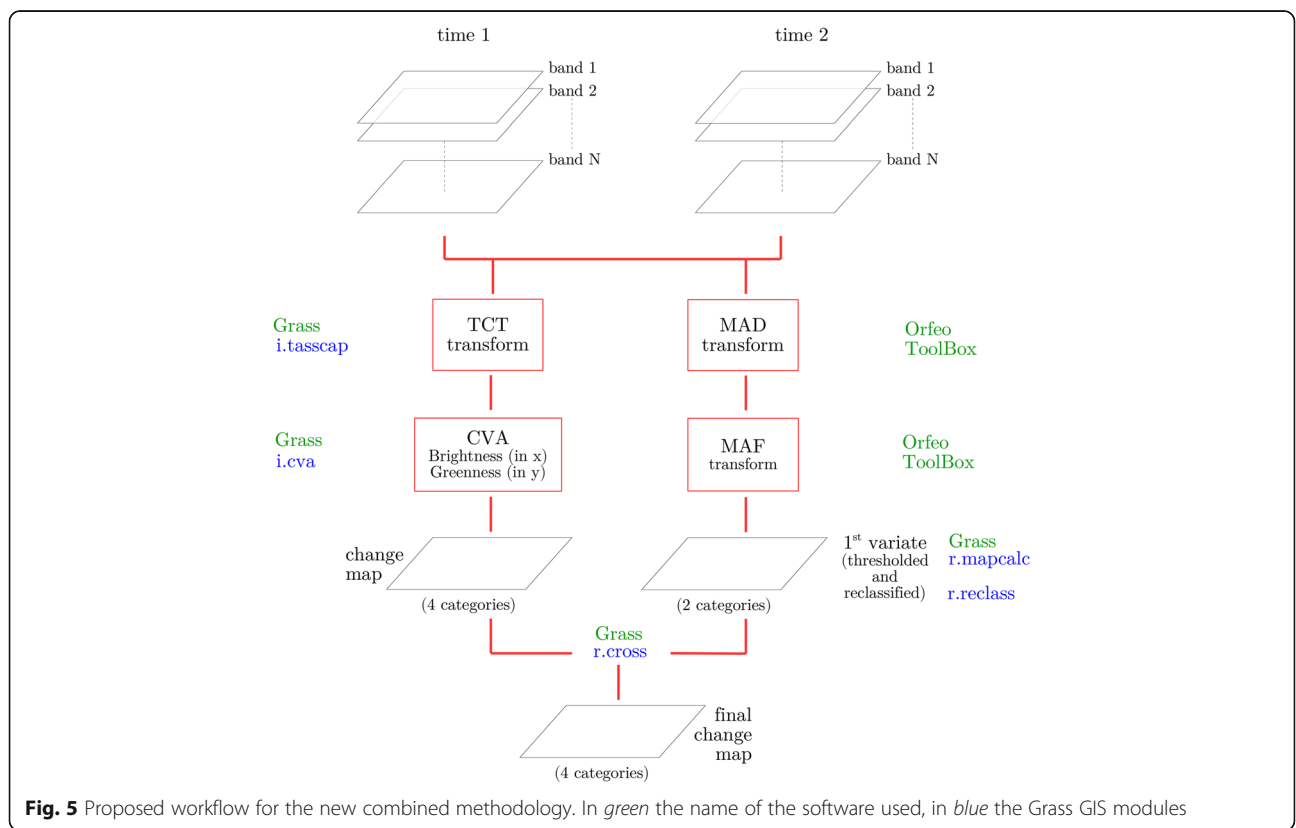 time 1
time 2
band 1
band 2
band N
band 1
band 2
band N
Grass
i.tasscap
TCT
transform
MAD
transform
Orfeo
ToolBox
Grass
i.cva
CVA
Brightness (in x)
Greenness (in y)
MAF
transform
Orfeo
ToolBox
change
map
(4 categories)
(2 categories)
1st variate
(thresholded
and
reclassified)
Grass
r.mapcalc
r.reclass
Grass
r.cross
final
change
map
(4 categories)
Fig. 5 Proposed workflow for the new combined methodology. In green the name of the software used, in blue the Grass GIS modules